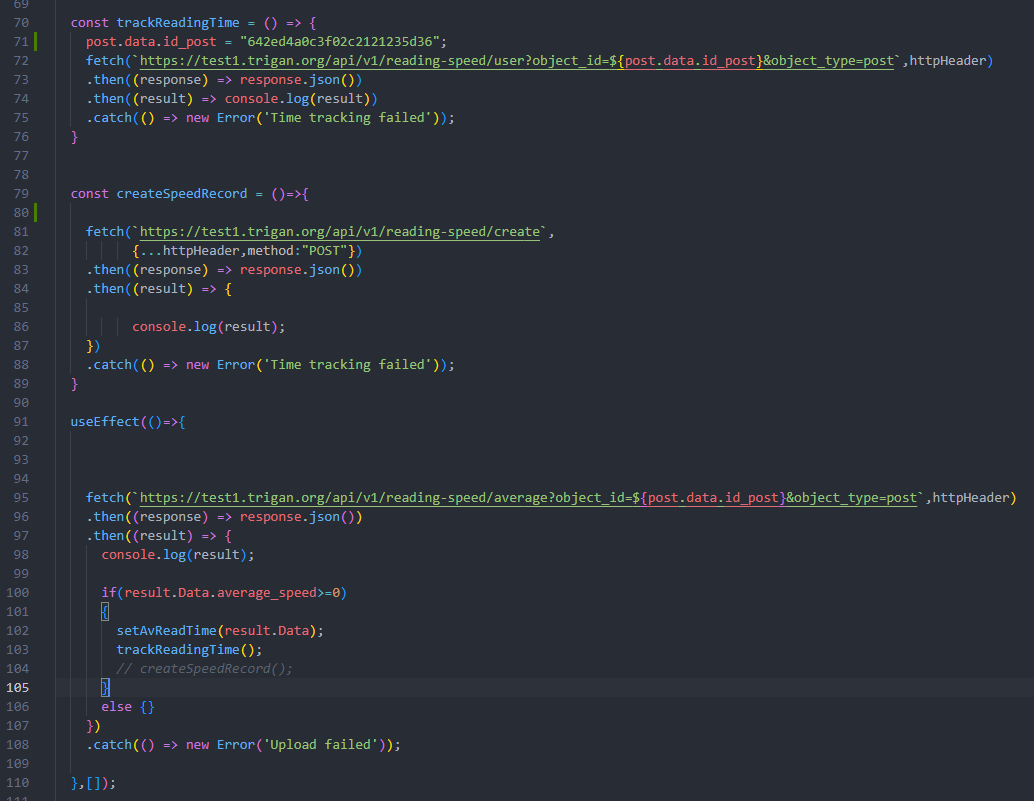 69
70 const trackReadingTime = () => {
71 post.data.id_post = "642ed4a0c3f02c2121235d36";
72 fetch(`https://test1.trigan.org/api/v1/reading-speed/user?object_id=${post.data.id_post}&object_type=post`,httpHeader)
73 .then((response) => response.json())
74 .then((result) => console.log(result))
75 .catch(() => new Error('Time tracking failed'));
76 }
77
78
79 const createSpeedRecord = ()=>{
80
81 fetch(`https://test1.trigan.org/api/v1/reading-speed/create`,
82 {...httpHeader,method:"POST"})
83 .then((response) => response.json())
84 .then((result) => {
85
86 console.log(result);
87 })
88 .catch(() => new Error('Time tracking failed'));
89 }
90
91 useEffect(()=>{
92
93
94
95 fetch(`https://test1.trigan.org/api/v1/reading-speed/average?object_id=${post.data.id_post}&object_type=post`,httpHeader)
96 .then((response) => response.json())
97 .then((result) => {
98 console.log(result);
99
100 if(result.Data.average_speed>=0)
101 {
102 setAvReadTime(result.Data);
103 trackReadingTime();
104 // createSpeedRecord();
105 }
106 else {}
107 })
108 .catch(() => new Error('Upload failed'));
109
110 },[]);
111